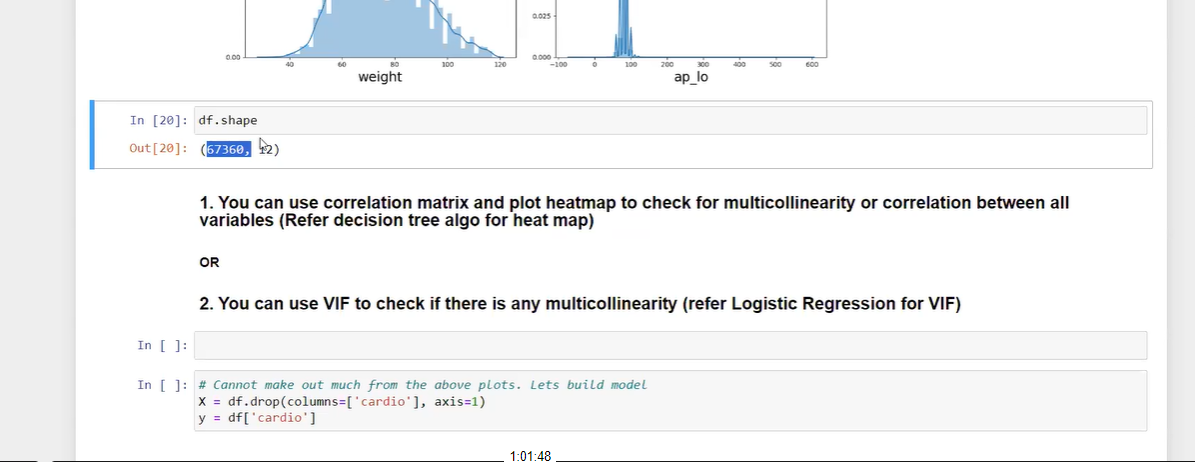 0.025
0.00
0.000
40 60 80 100 120
−100 0 100 200 300 400 500 600
weight
ap_lo
In [20]: df.shape
Out[20]: (67360, 12)
1. You can use correlation matrix and plot heatmap to check for multicollinearity or correlation between all
variables (Refer decision tree algo for heat map)
OR
2. You can use VIF to check if there is any multicollinearity (refer Logistic Regression for VIF)
In [ ]:
In [ ]: # Cannot make out much from the above plots. Lets build model
X = df.drop(columns=['cardio'], axis=1)
y = df['cardio']
1:01:48